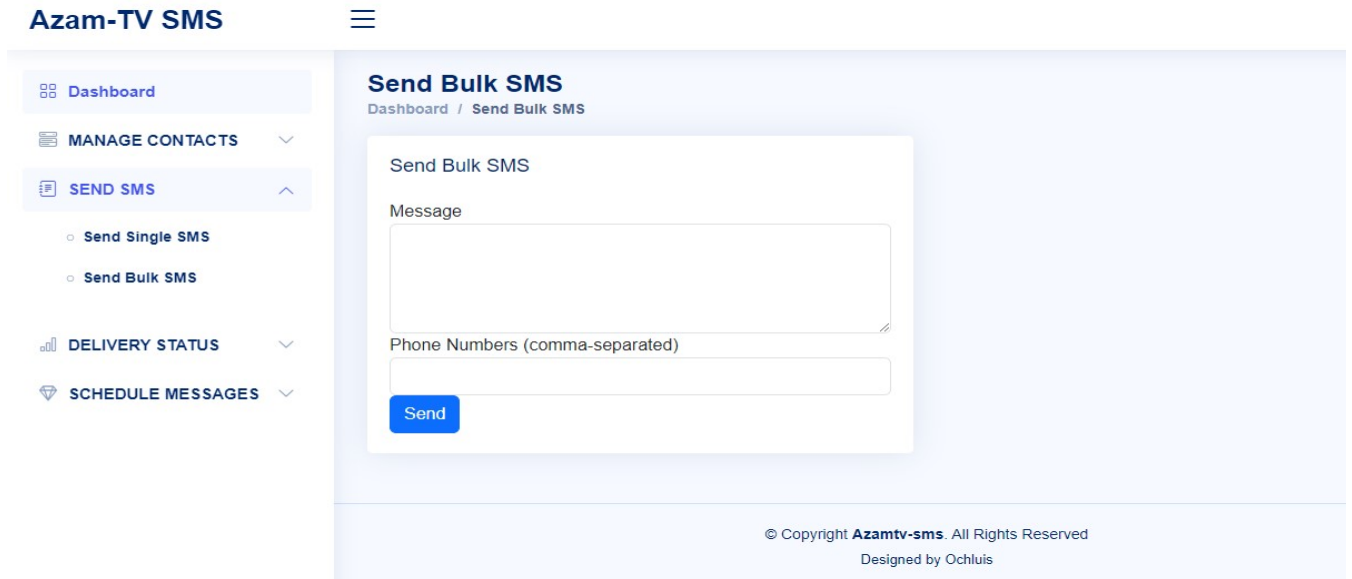 Azam-TV SMS
Dashboard
MANAGE CONTACTS
SEND SMS
Send Single SMS
Send Bulk SMS
DELIVERY STATUS
SCHEDULE MESSAGES
Send Bulk SMS
Dashboard / Send Bulk SMS
Send Bulk SMS
Message
Phone Numbers (comma-separated)
Send
© Copyright Azamtv-sms. All Rights Reserved
Designed by Ochluis